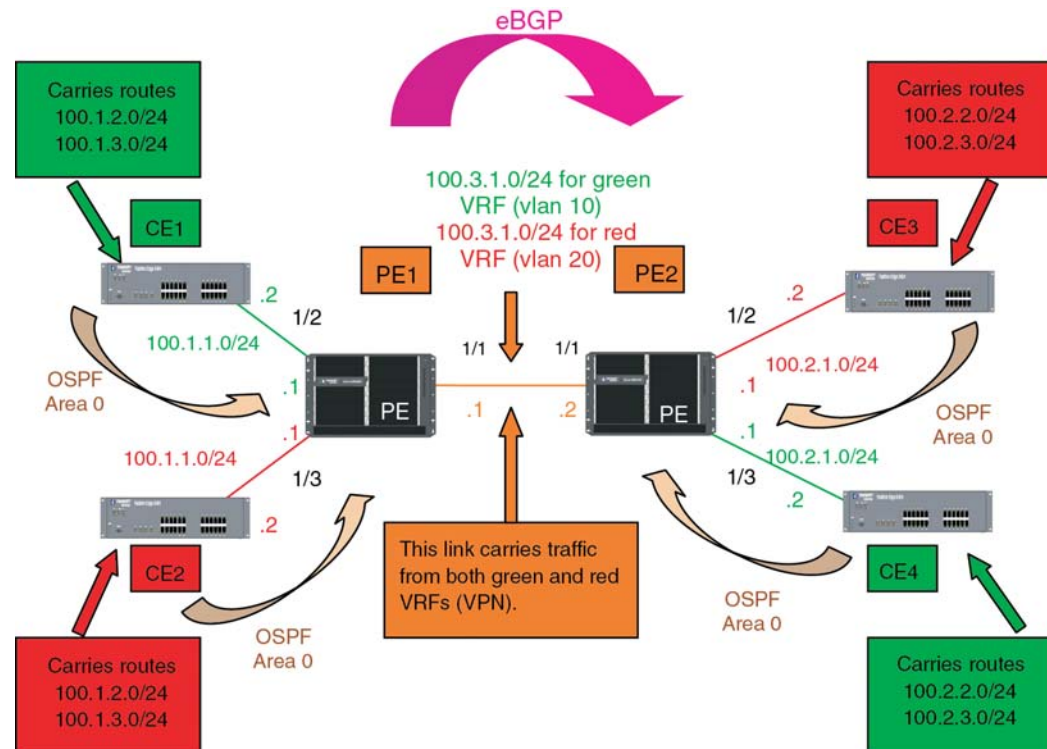 eBGP
Carries routes
100.1.2.0/24
100.1.3.0/24
Carries routes
100.2.2.0/24
100.2.3.0/24
100.3.1.0/24 for green
VRF (vlan 10)
100.3.1.0/24 for red
VRF (vlan 20)
CE1
CE3
PE1
PE2
.2
1/2
100.1.1.0/24
OSPF
Area 0
.1
PE
1/1
1/1
.1
.2
PE
.2
1/2
100.2.1.0/24
.1
OSPF
Area 0
.1
100.1.1.0/24
1/3
.2
.1
100.2.1.0/24
1/3
.2
CE2
CE4
This link carries traffic
from both green and red
VRFs (VPN).
OSPF
Area 0
OSPF
Area 0
Carries routes
100.1.2.0/24
100.1.3.0/24
Carries routes
100.2.2.0/24
100.2.3.0/24